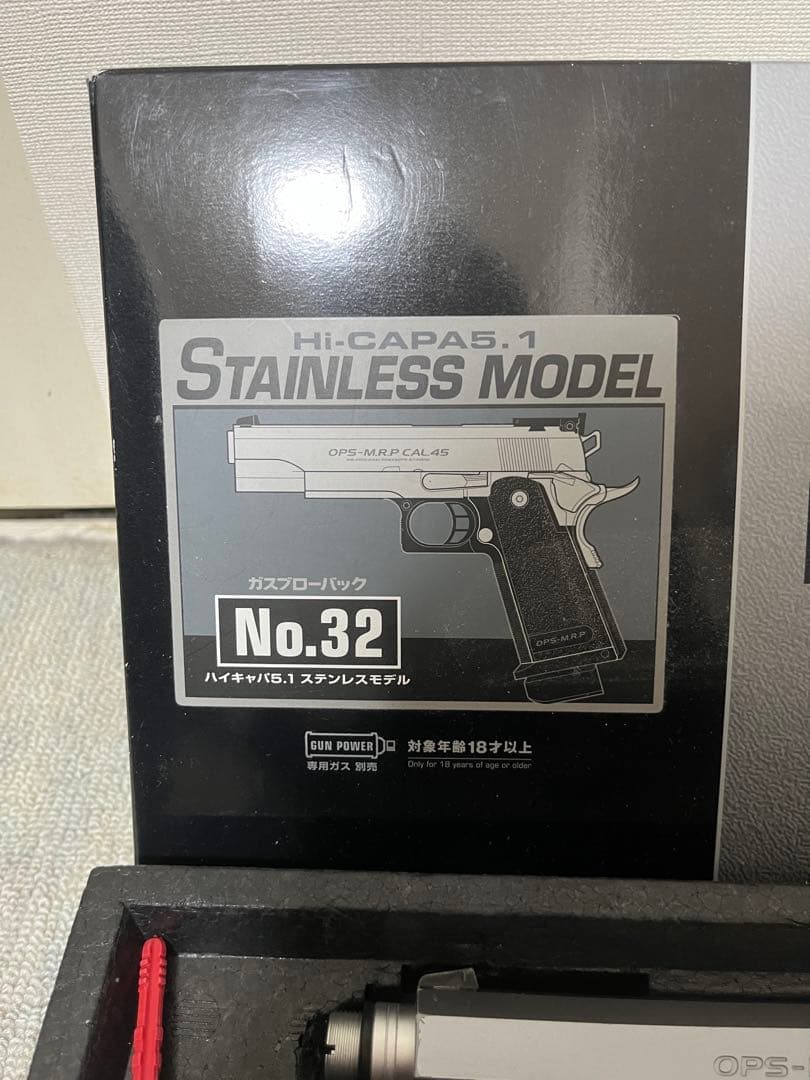 Hi-CAPA5.1
STAINLESS MODEL
OPS-M.R.P CAL.45
OPS-M.R.P
ガスブローバック
No.32
ハイキャパ5.1 ステンレスモデル
GUN POWER
専用ガス 別売
対象年齢18才以上
Only for 18 years of age or older
OPS-